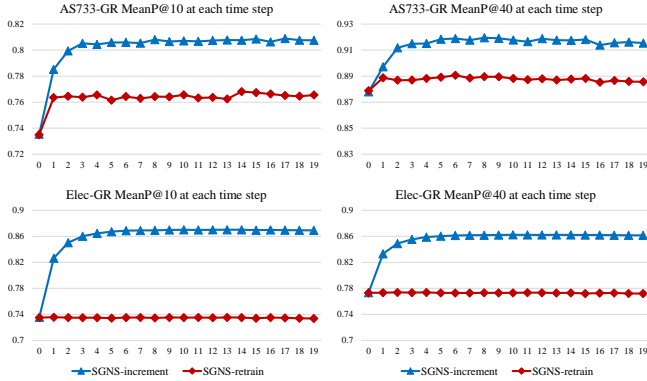 AS733-GR MeanP@10 at each time step
0.82
0.8
0.78
0.76
0.74
0.72
0 1 2 3 4 5 6 7 8 9 10 11 12 13 14 15 16 17 18 19
AS733-GR MeanP@40 at each time step
0.93
0.91
0.89
0.87
0.85
0.83
0 1 2 3 4 5 6 7 8 9 10 11 12 13 14 15 16 17 18 19
Elec-GR MeanP@10 at each time step
0.9
0.86
0.82
0.78
0.74
0.7
0 1 2 3 4 5 6 7 8 9 10 11 12 13 14 15 16 17 18 19
SGNS-increment SGNS-retrain
Elec-GR MeanP@40 at each time step
0.9
0.86
0.82
0.78
0.74
0.7
0 1 2 3 4 5 6 7 8 9 10 11 12 13 14 15 16 17 18 19
SGNS-increment SGNS-retrain